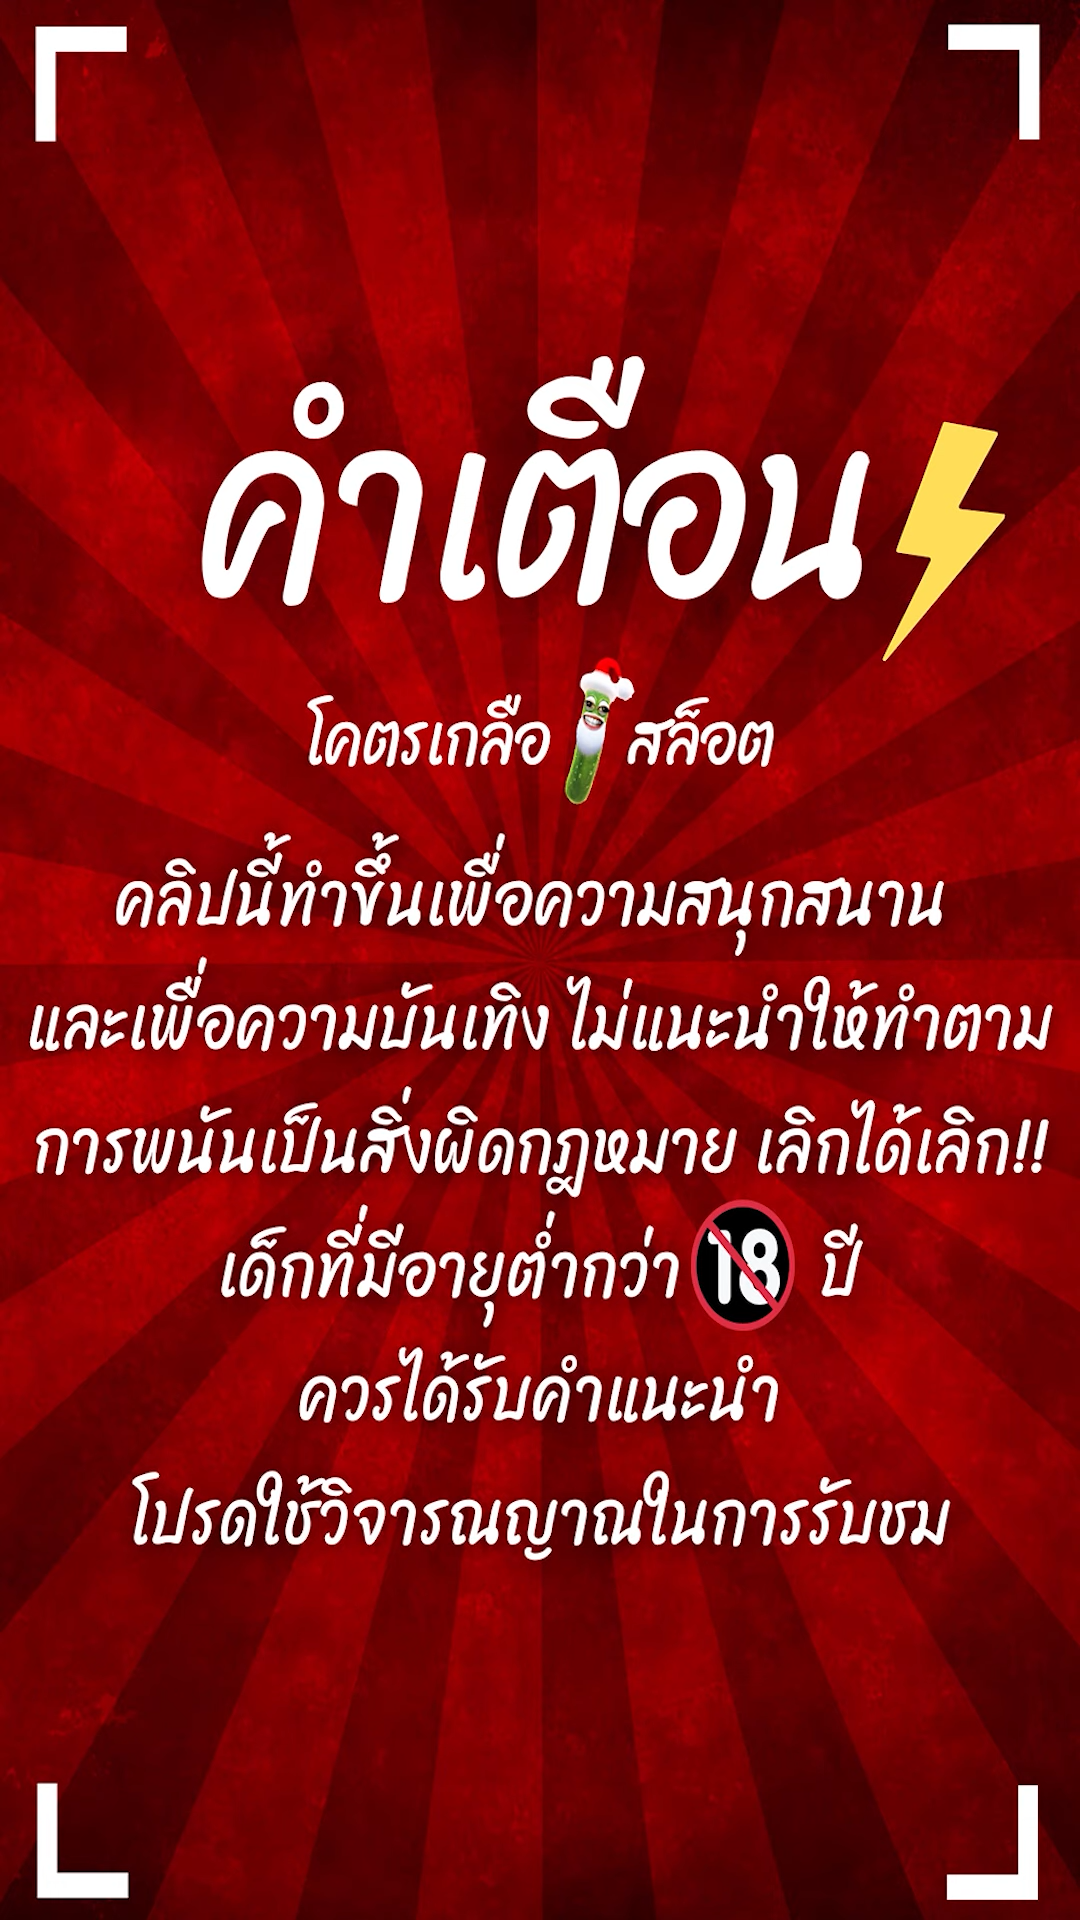 คำเตือน
โคตรเกลือ สล็อต
คลิปนี้ทำขึ้นเพื่อความสนุกสนาน
และเพื่อความบันเทิง ไม่แนะนำให้ทำตาม
การพนันเป็นสิ่งผิดกฎหมาย เลิกได้เลิก!!
เด็กที่มีอายุต่ำกว่า 18 ปี
ควรได้รับคำแนะนำ
โปรดใช้วิจารณญาณในการรับชม